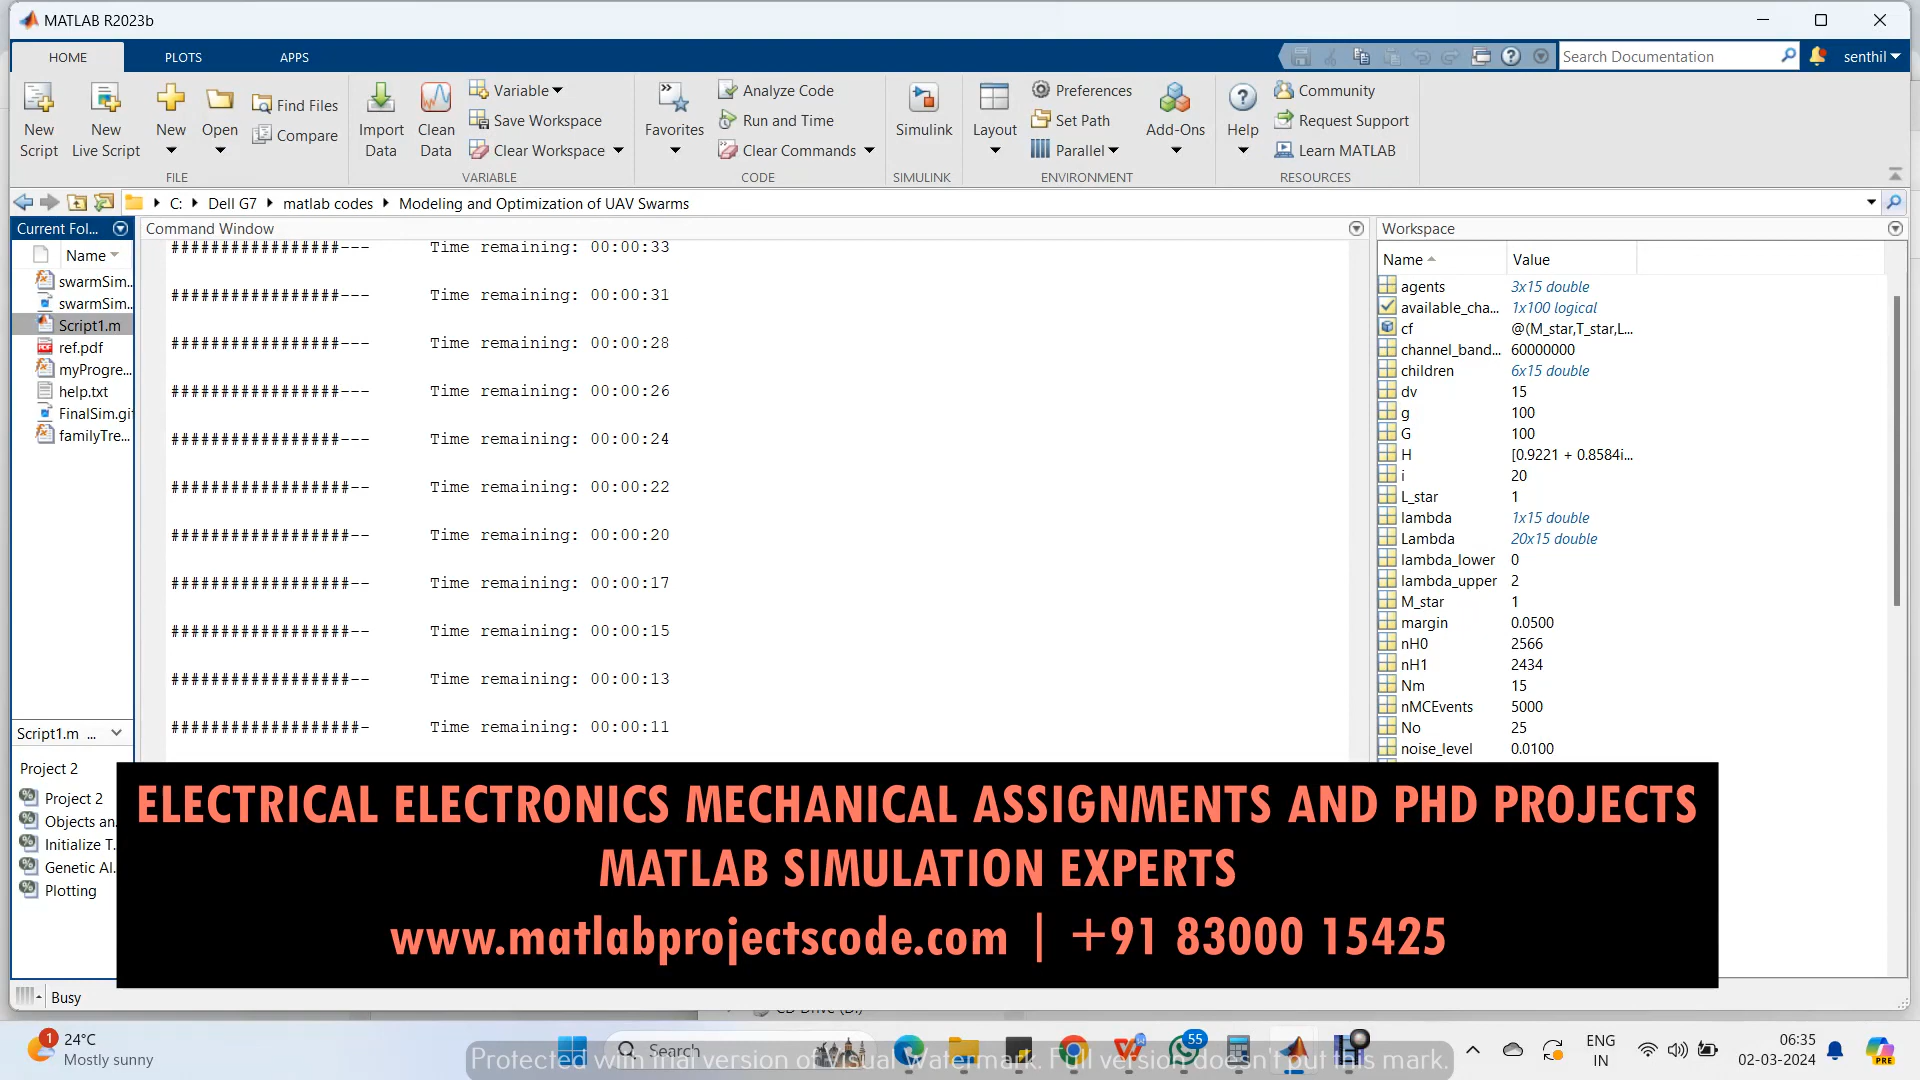 MATLAB R2023b
HOME PLOTS APPS
Search Documentation
senthil
New Script
New Live Script
New
Open
Find Files
Compare
FILE
Import Data
Clean Data
Variable
Save Workspace
Clear Workspace
VARIABLE
Favorites
Analyze Code
Run and Time
Clear Commands
CODE
Simulink
SIMULINK
Layout
Preferences
Set Path
Parallel
Add-Ons
ENVIRONMENT
Help
Community
Request Support
Learn MATLAB
RESOURCES
C: Dell G7 matlab codes Modeling and Optimization of UAV Swarms
Current Fol...
Name
swarmSim..
swarmSim..
Script1.m
ref.pdf
myProgre...
help.txt
FinalSim.gif
familyTre...
Script1.m ...
Project 2
Project 2
Objects an.
Initialize T.
Genetic Al.
Plotting
Command Window
#################--- Time remaining: 00:00:33
#################--- Time remaining: 00:00:31
#################--- Time remaining: 00:00:28
#################--- Time remaining: 00:00:26
#################--- Time remaining: 00:00:24
##################-- Time remaining: 00:00:22
##################-- Time remaining: 00:00:20
##################-- Time remaining: 00:00:17
##################-- Time remaining: 00:00:15
##################-- Time remaining: 00:00:13
###################- Time remaining: 00:00:11
Workspace
Name Value
agents 3x15 double
available_cha... 1x100 logical
cf @(M_star,T_star,L...
channel_band... 60000000
children 6x15 double
dv 15
g 100
G 100
H [0.9221 + 0.8584i...
i 20
L_star 1
lambda 1x15 double
Lambda 20x15 double
lambda_lower 0
lambda_upper 2
M_star 1
margin 0.0500
nH0 2566
nH1 2434
Nm 15
nMCEvents 5000
No 25
noise_level 0.0100
ELECTRICAL ELECTRONICS MECHANICAL ASSIGNMENTS AND PHD PROJECTS
MATLAB SIMULATION EXPERTS
www.matlabprojectscode.com | +91 83000 15425
Busy
CD Drive (D:)
1
24°C
Mostly sunny
Search
55
Protected with trial version of Visual Watermark. Full version doesn't put this mark.
ENG
IN
06:35
02-03-2024
PRE